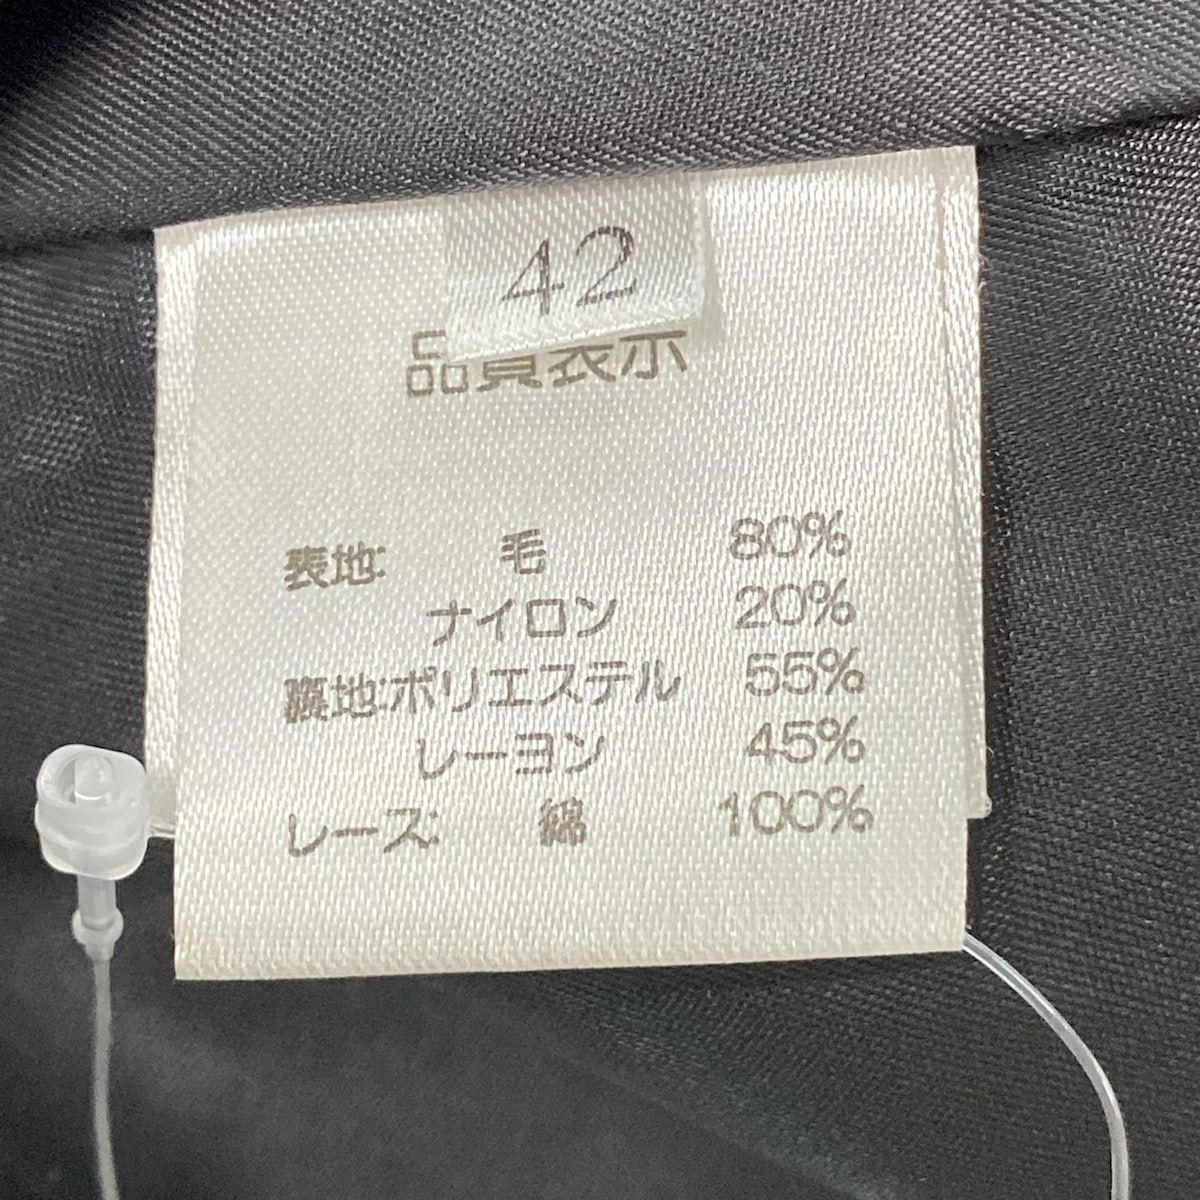 42
品質表示
表地: 毛 80%
ナイロン 20%
裏地:ポリエステル 55%
レーヨン 45%
レース: 綿 100%